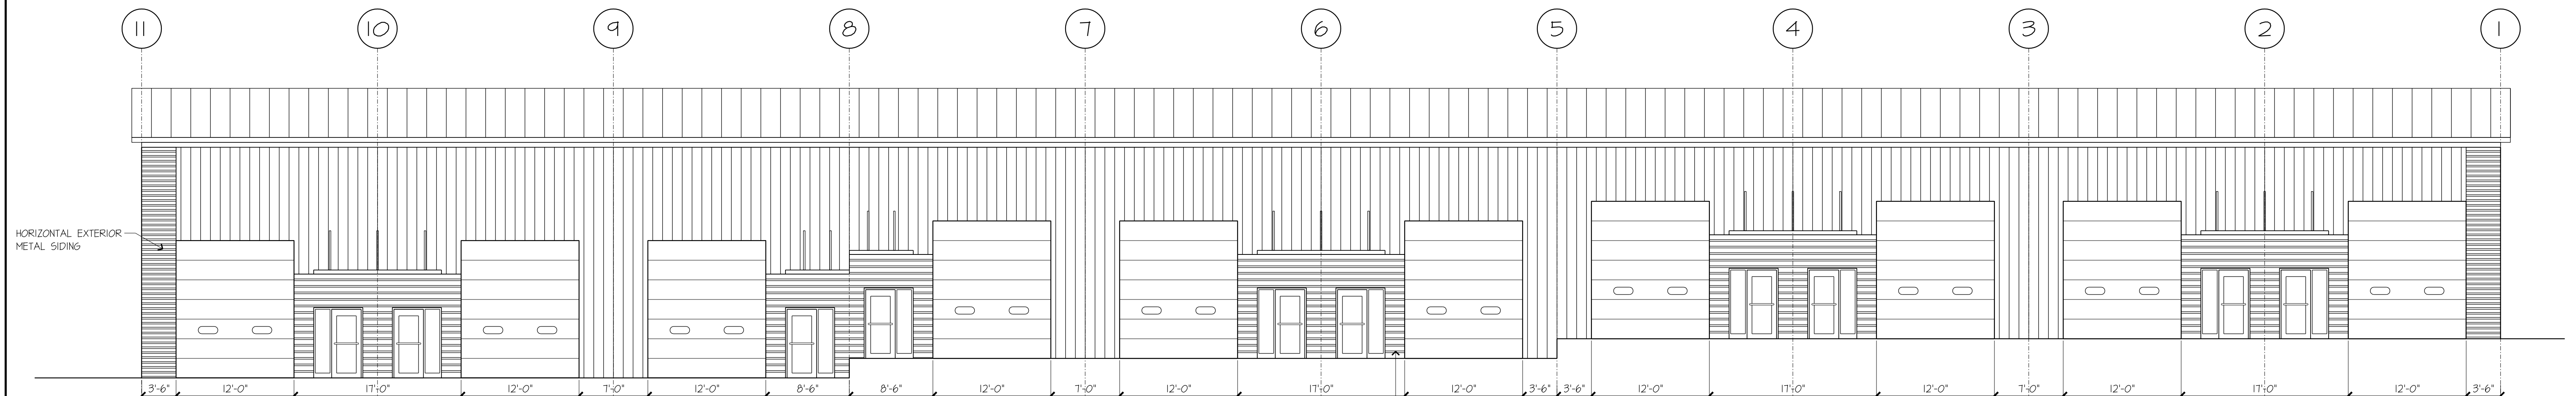 11 10 9 8 7 6 5 4 3 2 1
HORIZONTAL EXTERIOR
METAL SIDING
3'-6" 12'-0" 17'-0" 12'-0" 7'-0" 12'-0" 8'-6" 8'-6" 12'-0" 7'-0" 12'-0" 17'-0" 12'-0" 3'-6" 3'-6" 12'-0" 17'-0" 12'-0" 7'-0" 12'-0" 17'-0" 12'-0" 3'-6"